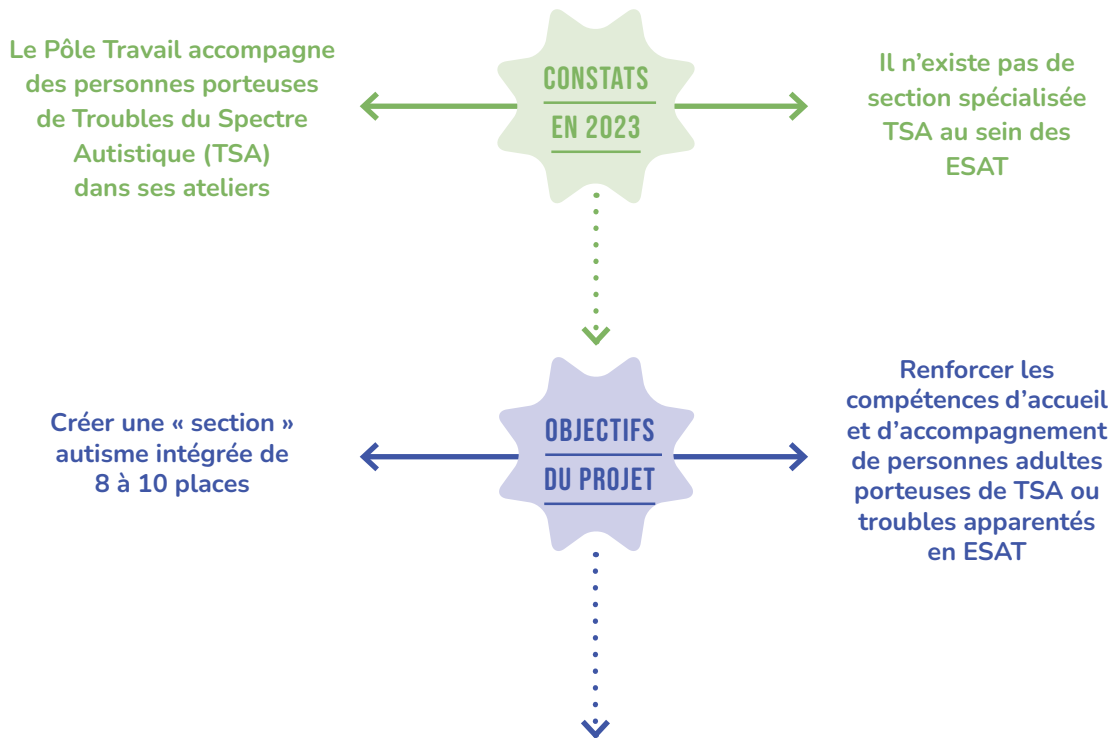 Le Pôle Travail accompagne
des personnes porteuses
de Troubles du Spectre
Autistique (TSA)
dans ses ateliers
CONSTATS
EN 2023
Il n’existe pas de
section spécialisée
TSA au sein des
ESAT
Créer une « section »
autisme intégrée de
8 à 10 places
OBJECTIFS
DU PROJET
Renforcer les
compétences d’accueil
et d’accompagnement
de personnes adultes
porteuses de TSA ou
troubles apparentés
en ESAT